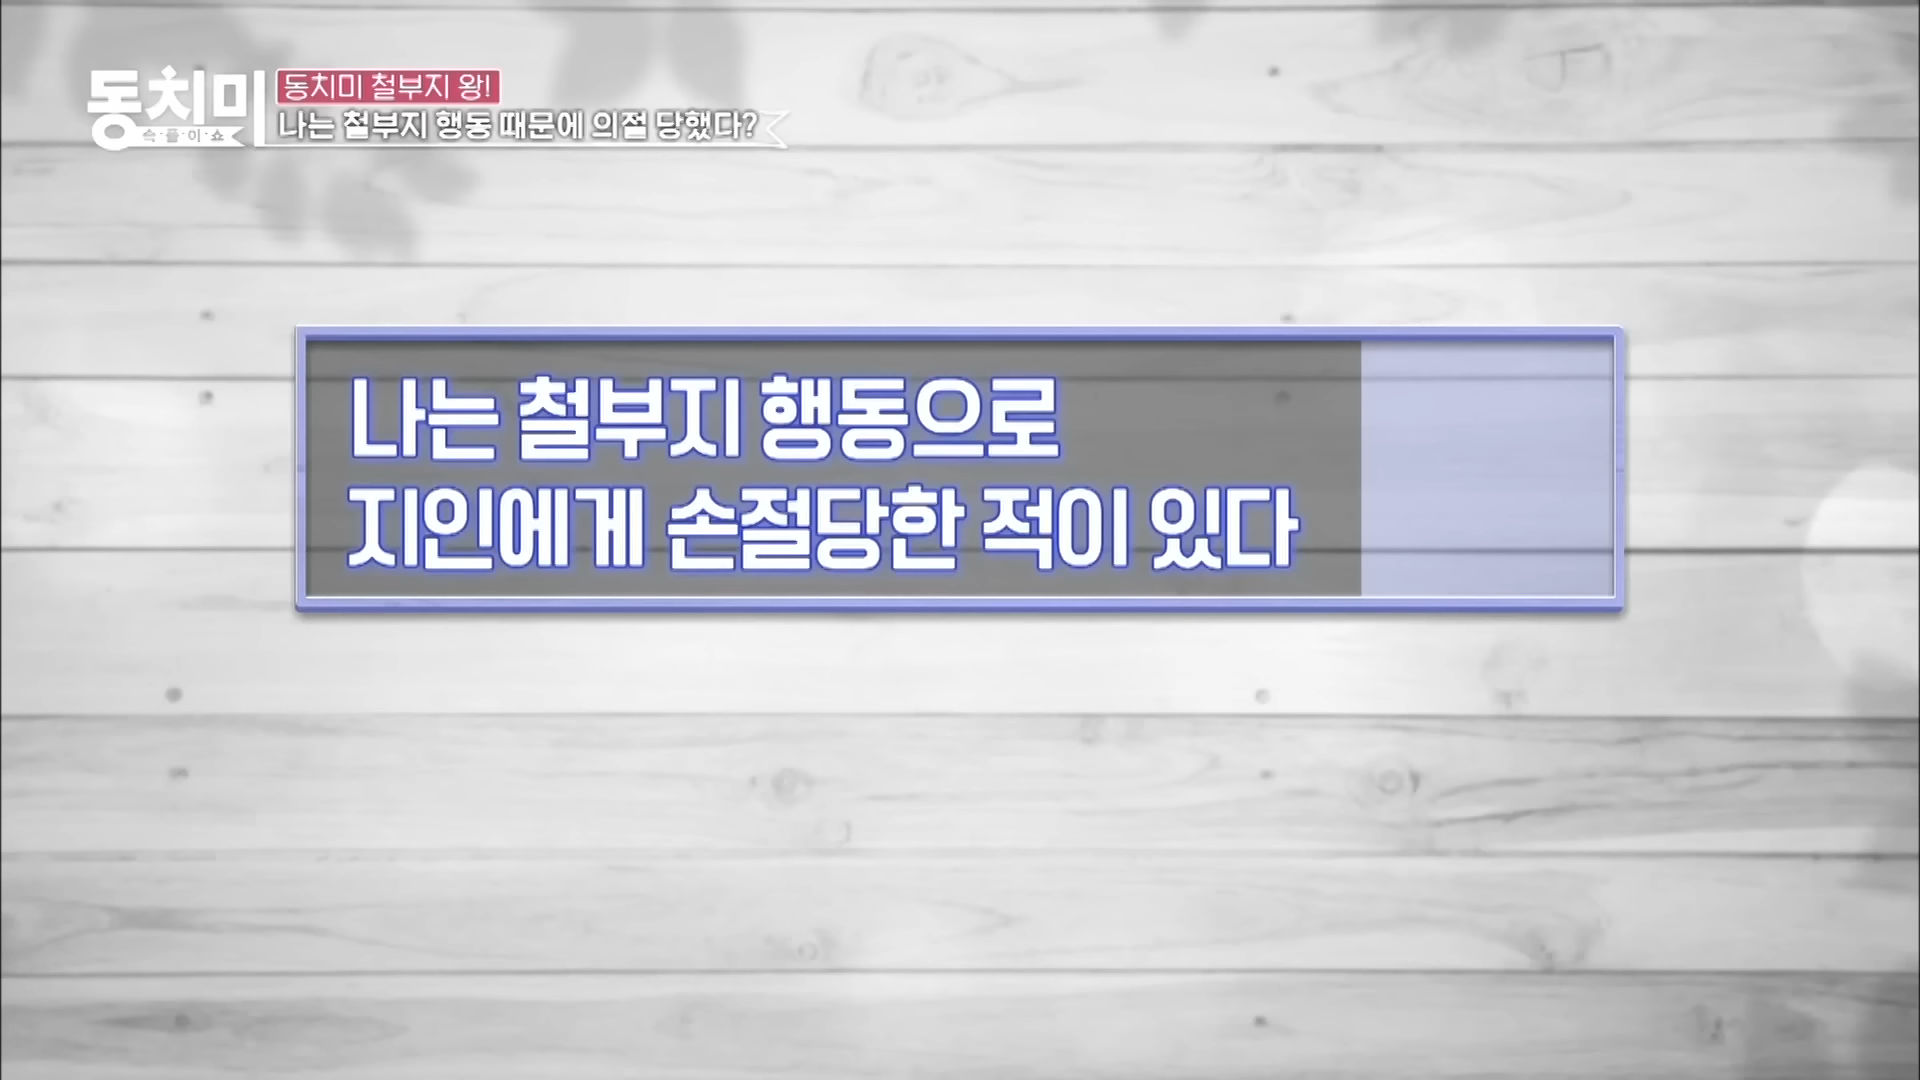 동치미
속풀이쇼
동치미 철부지 왕!
나는 철부지 행동 때문에 의절 당했다?
나는 철부지 행동으로
지인에게 손절당한 적이 있다